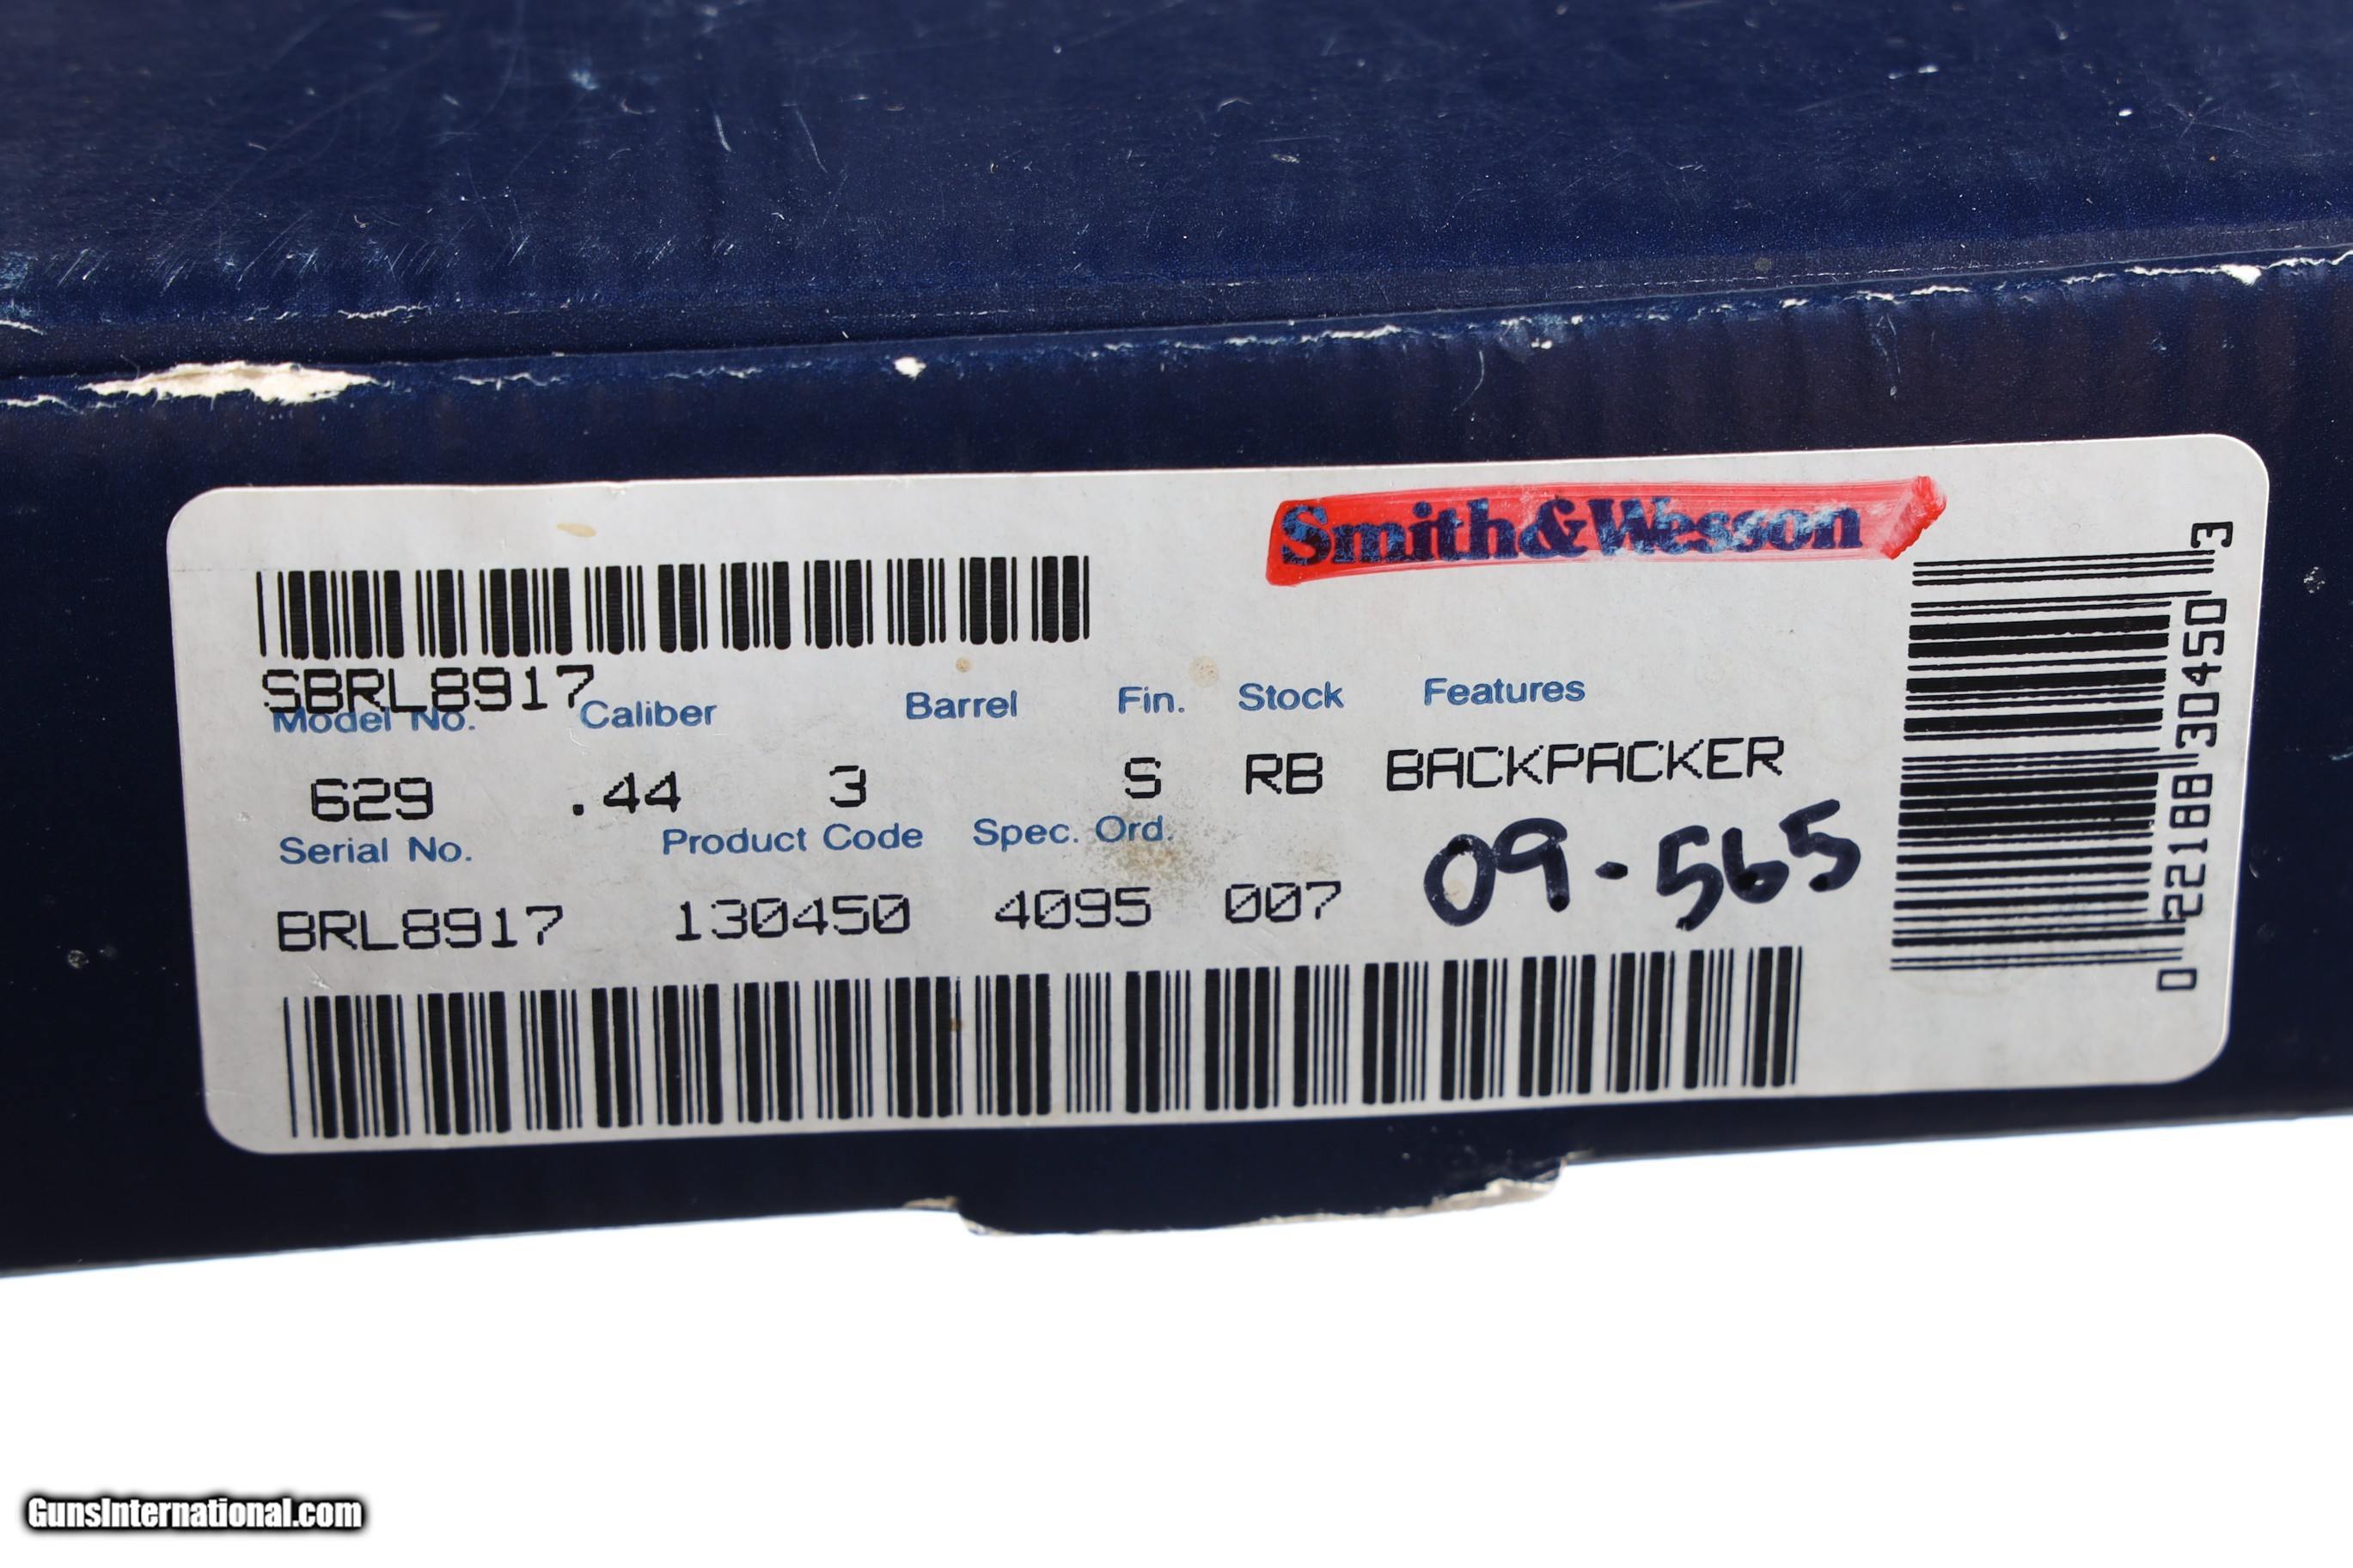 Smith&Wesson
SBRL8917
Model No. Caliber Barrel Fin. Stock Features
629 .44 3 S RB BACKPACKER
Serial No. Product Code Spec. Ord.
BRL8917 130450 4095 007 09-565
0 22188 30450 3
GunsInternational.com